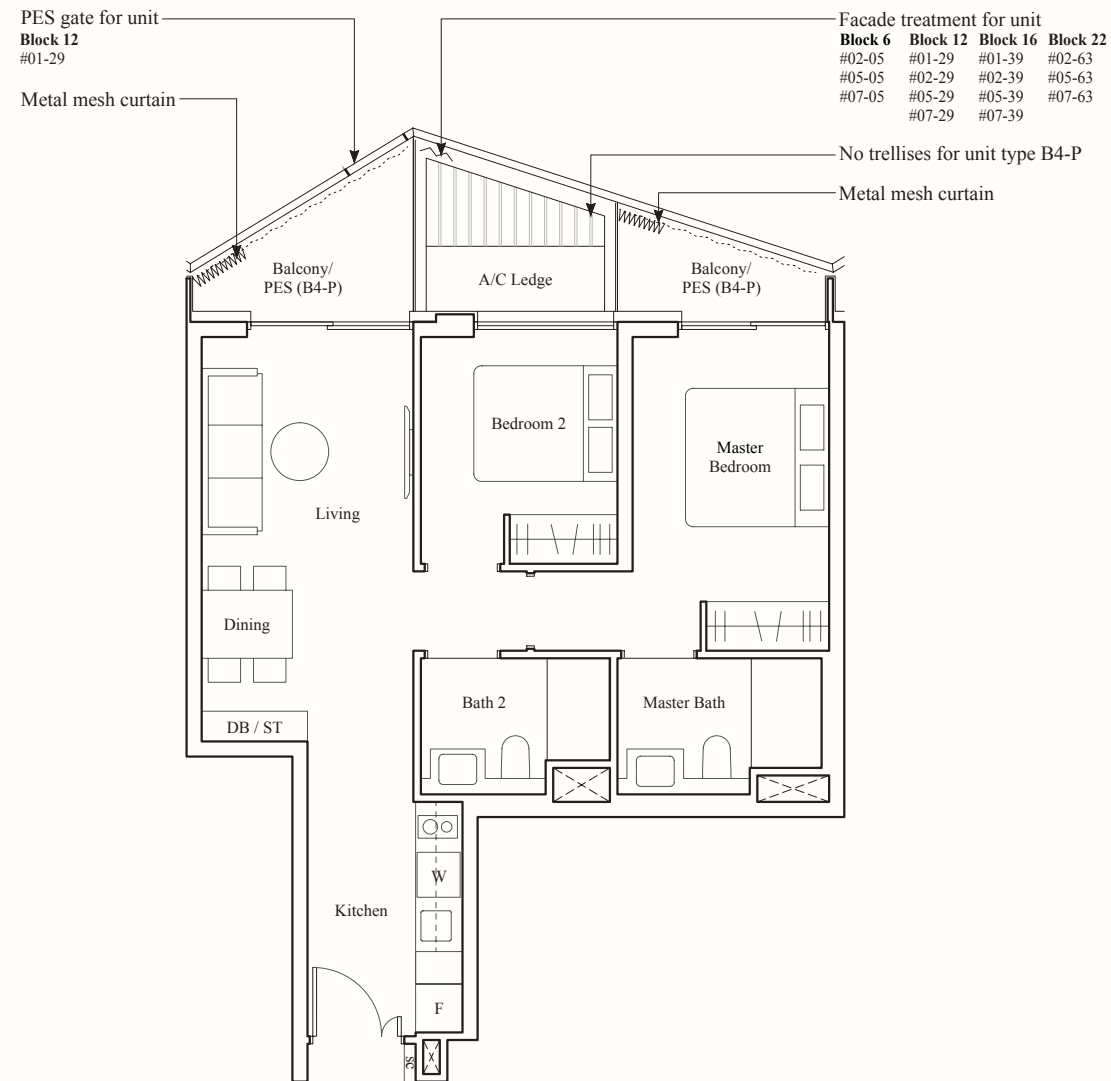 PES gate for unit
Block 12
#01-29
Metal mesh curtain
Facade treatment for unit
Block 6 Block 12 Block 16 Block 22
#02-05 #01-29 #01-39 #02-63
#05-05 #02-29 #02-39 #05-63
#07-05 #05-29 #05-39 #07-63
#07-29 #07-39
No trellises for unit type B4-P
Metal mesh curtain
Balcony/
PES (B4-P)
A/C Ledge
Balcony/
PES (B4-P)
Bedroom 2
Master
Bedroom
Living
Dining
DB / ST
Bath 2
Master Bath
W
Kitchen
F
SC